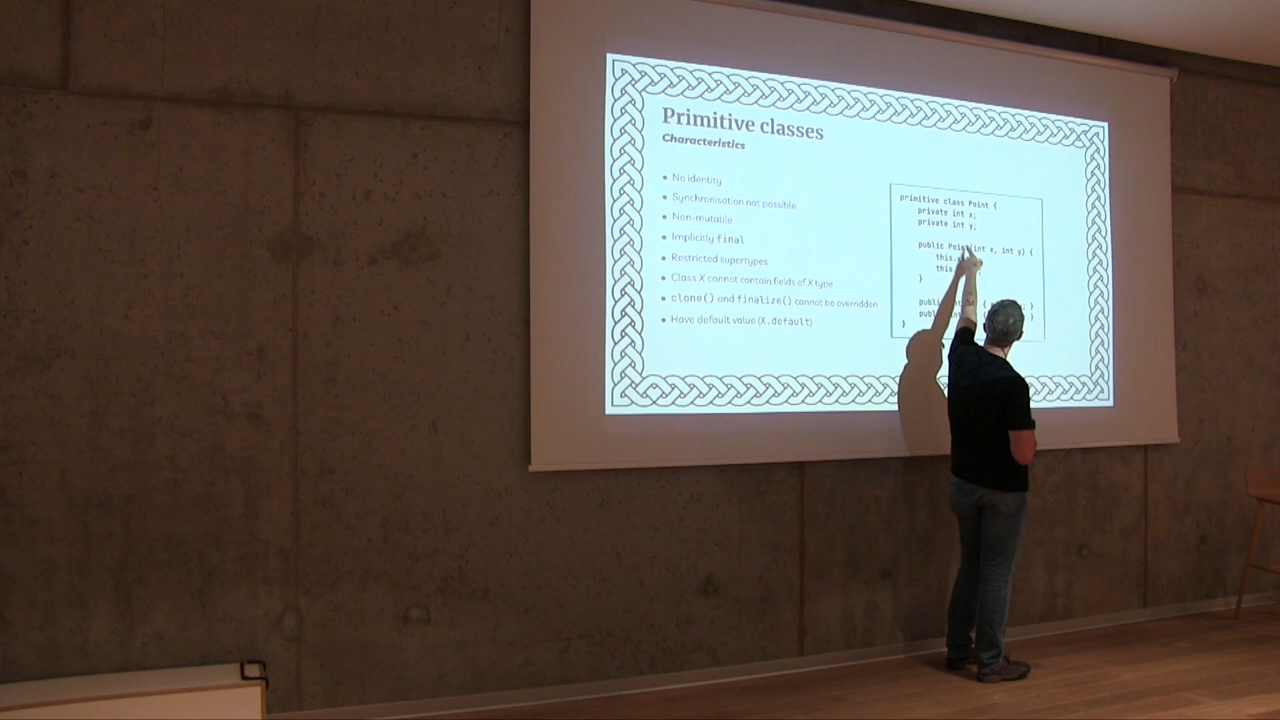 Primitive classes
Characteristics
No identity
Synchronisation not possible
Non-mutable
Implicitly final
Restricted supertypes
Class X cannot contain fields of X type
clone() and finalize() cannot be overridden
Have default value (X.default)
primitive class Point {
private int x;
private int y;
public Point(int x, int y) {
this.
this.
}
}
}
}